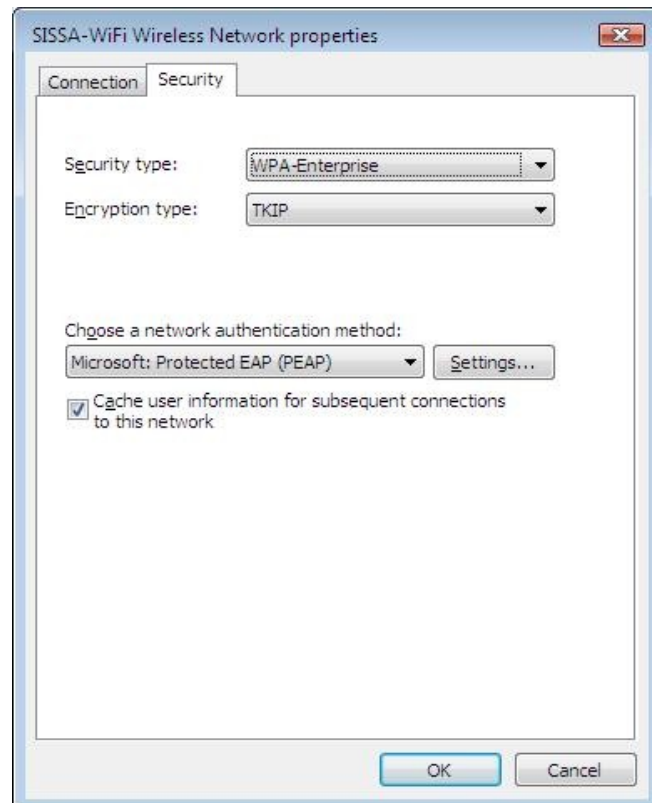 SISSA-WiFi Wireless Network properties
Connection
Security
Security type:
WPA-Enterprise
Encryption type:
TKIP
Choose a network authentication method:
Microsoft: Protected EAP (PEAP)
Settings...
Cache user information for subsequent connections
to this network
OK
Cancel